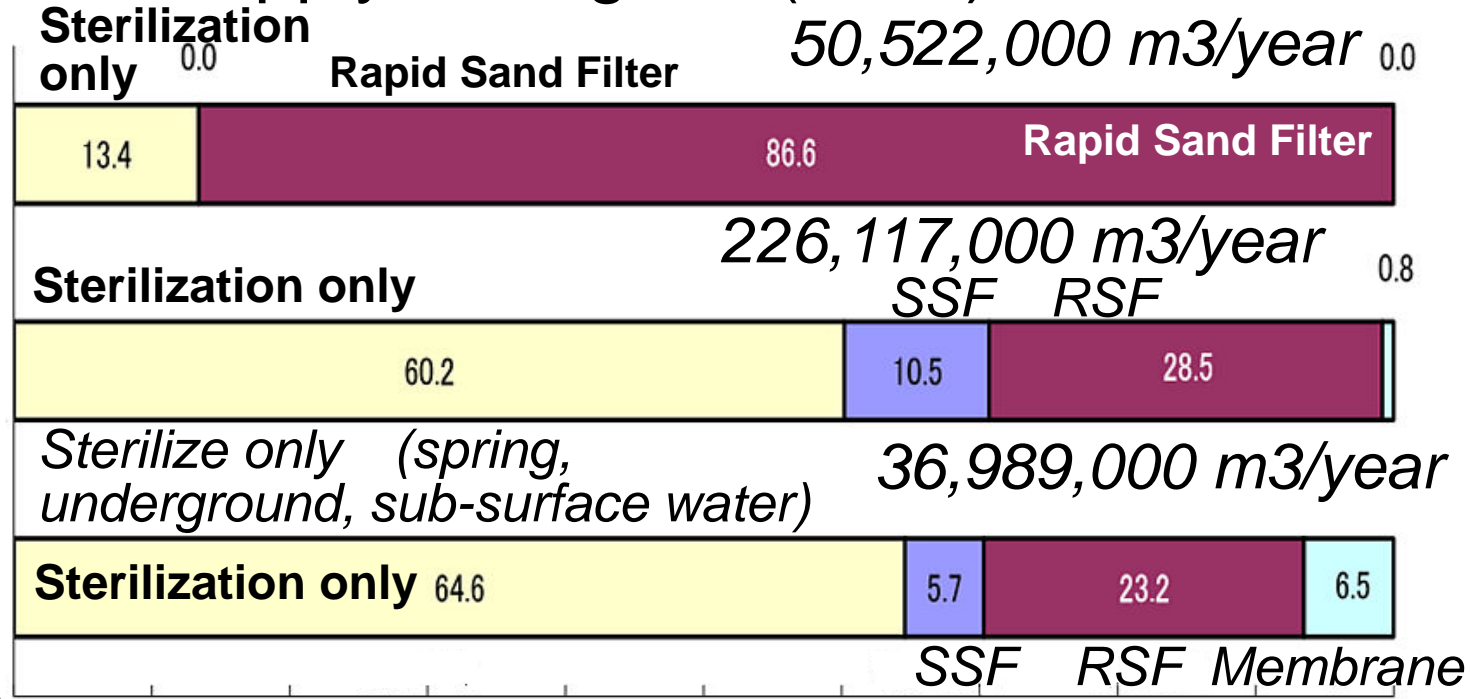 Sterilization
only 0.0 Rapid Sand Filter 50,522,000 m3/year 0.0
13.4 86.6 Rapid Sand Filter
226,117,000 m3/year
Sterilization only SSF RSF 0.8
60.2 10.5 28.5
Sterilize only (spring,
underground, sub-surface water) 36,989,000 m3/year
Sterilization only 64.6 5.7 23.2 6.5
SSF RSF Membrane